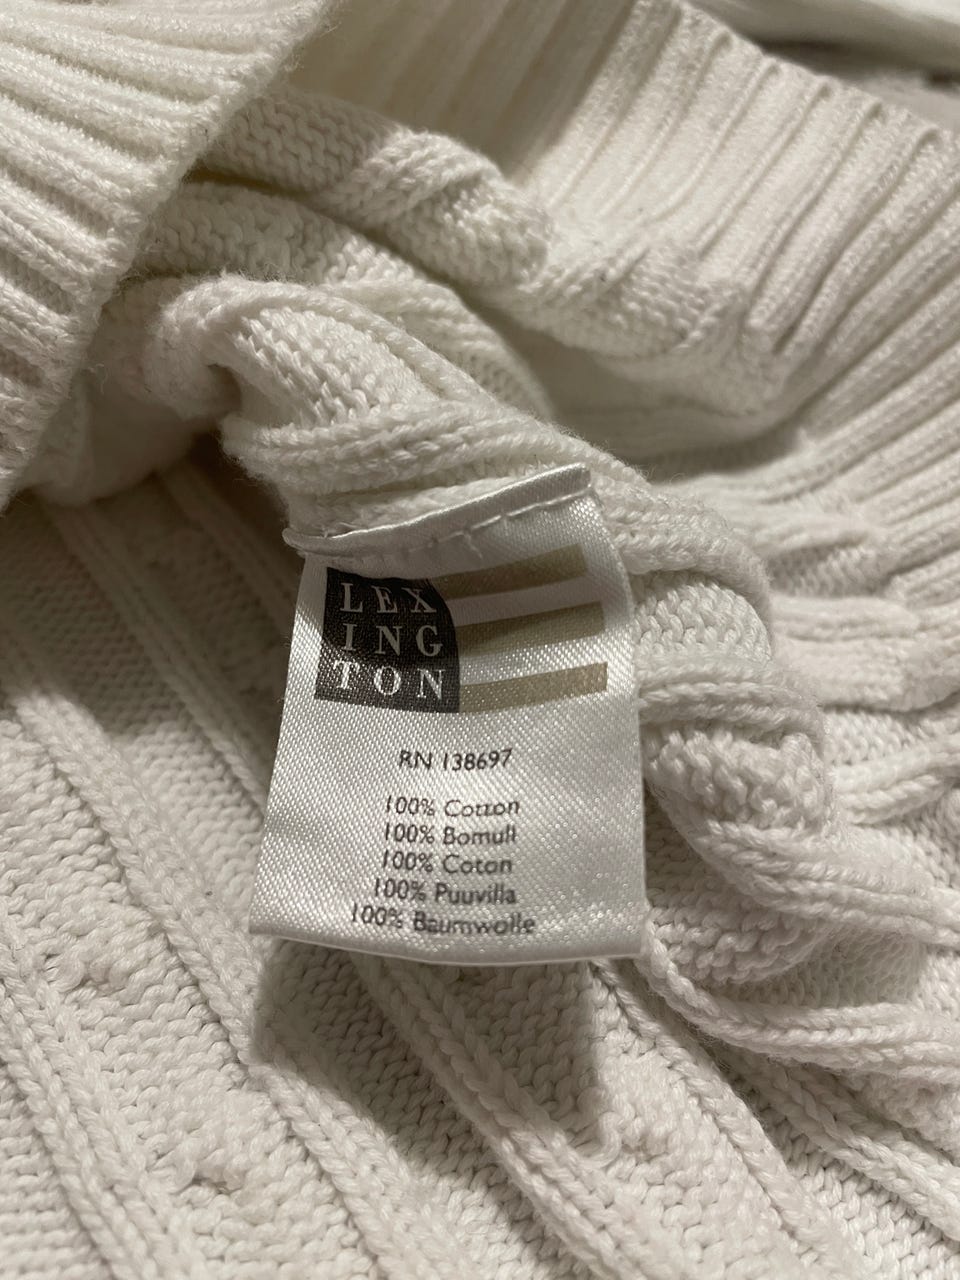 LEX
ING
TON
RN 138697
100% Cotton
100% Bomull
100% Coton
100% Puuvilla
100% Baumwolle